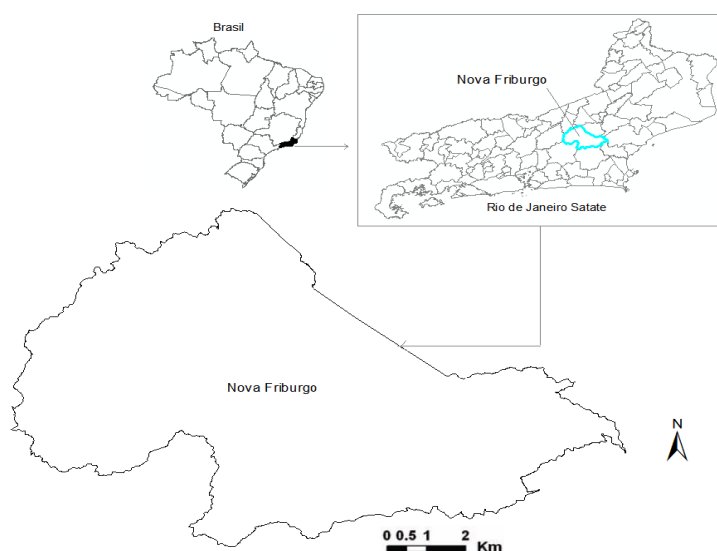 Brasil
Nova Friburgo
Rio de Janeiro Satate
Nova Friburgo
N
0 0.5 1 2
Km